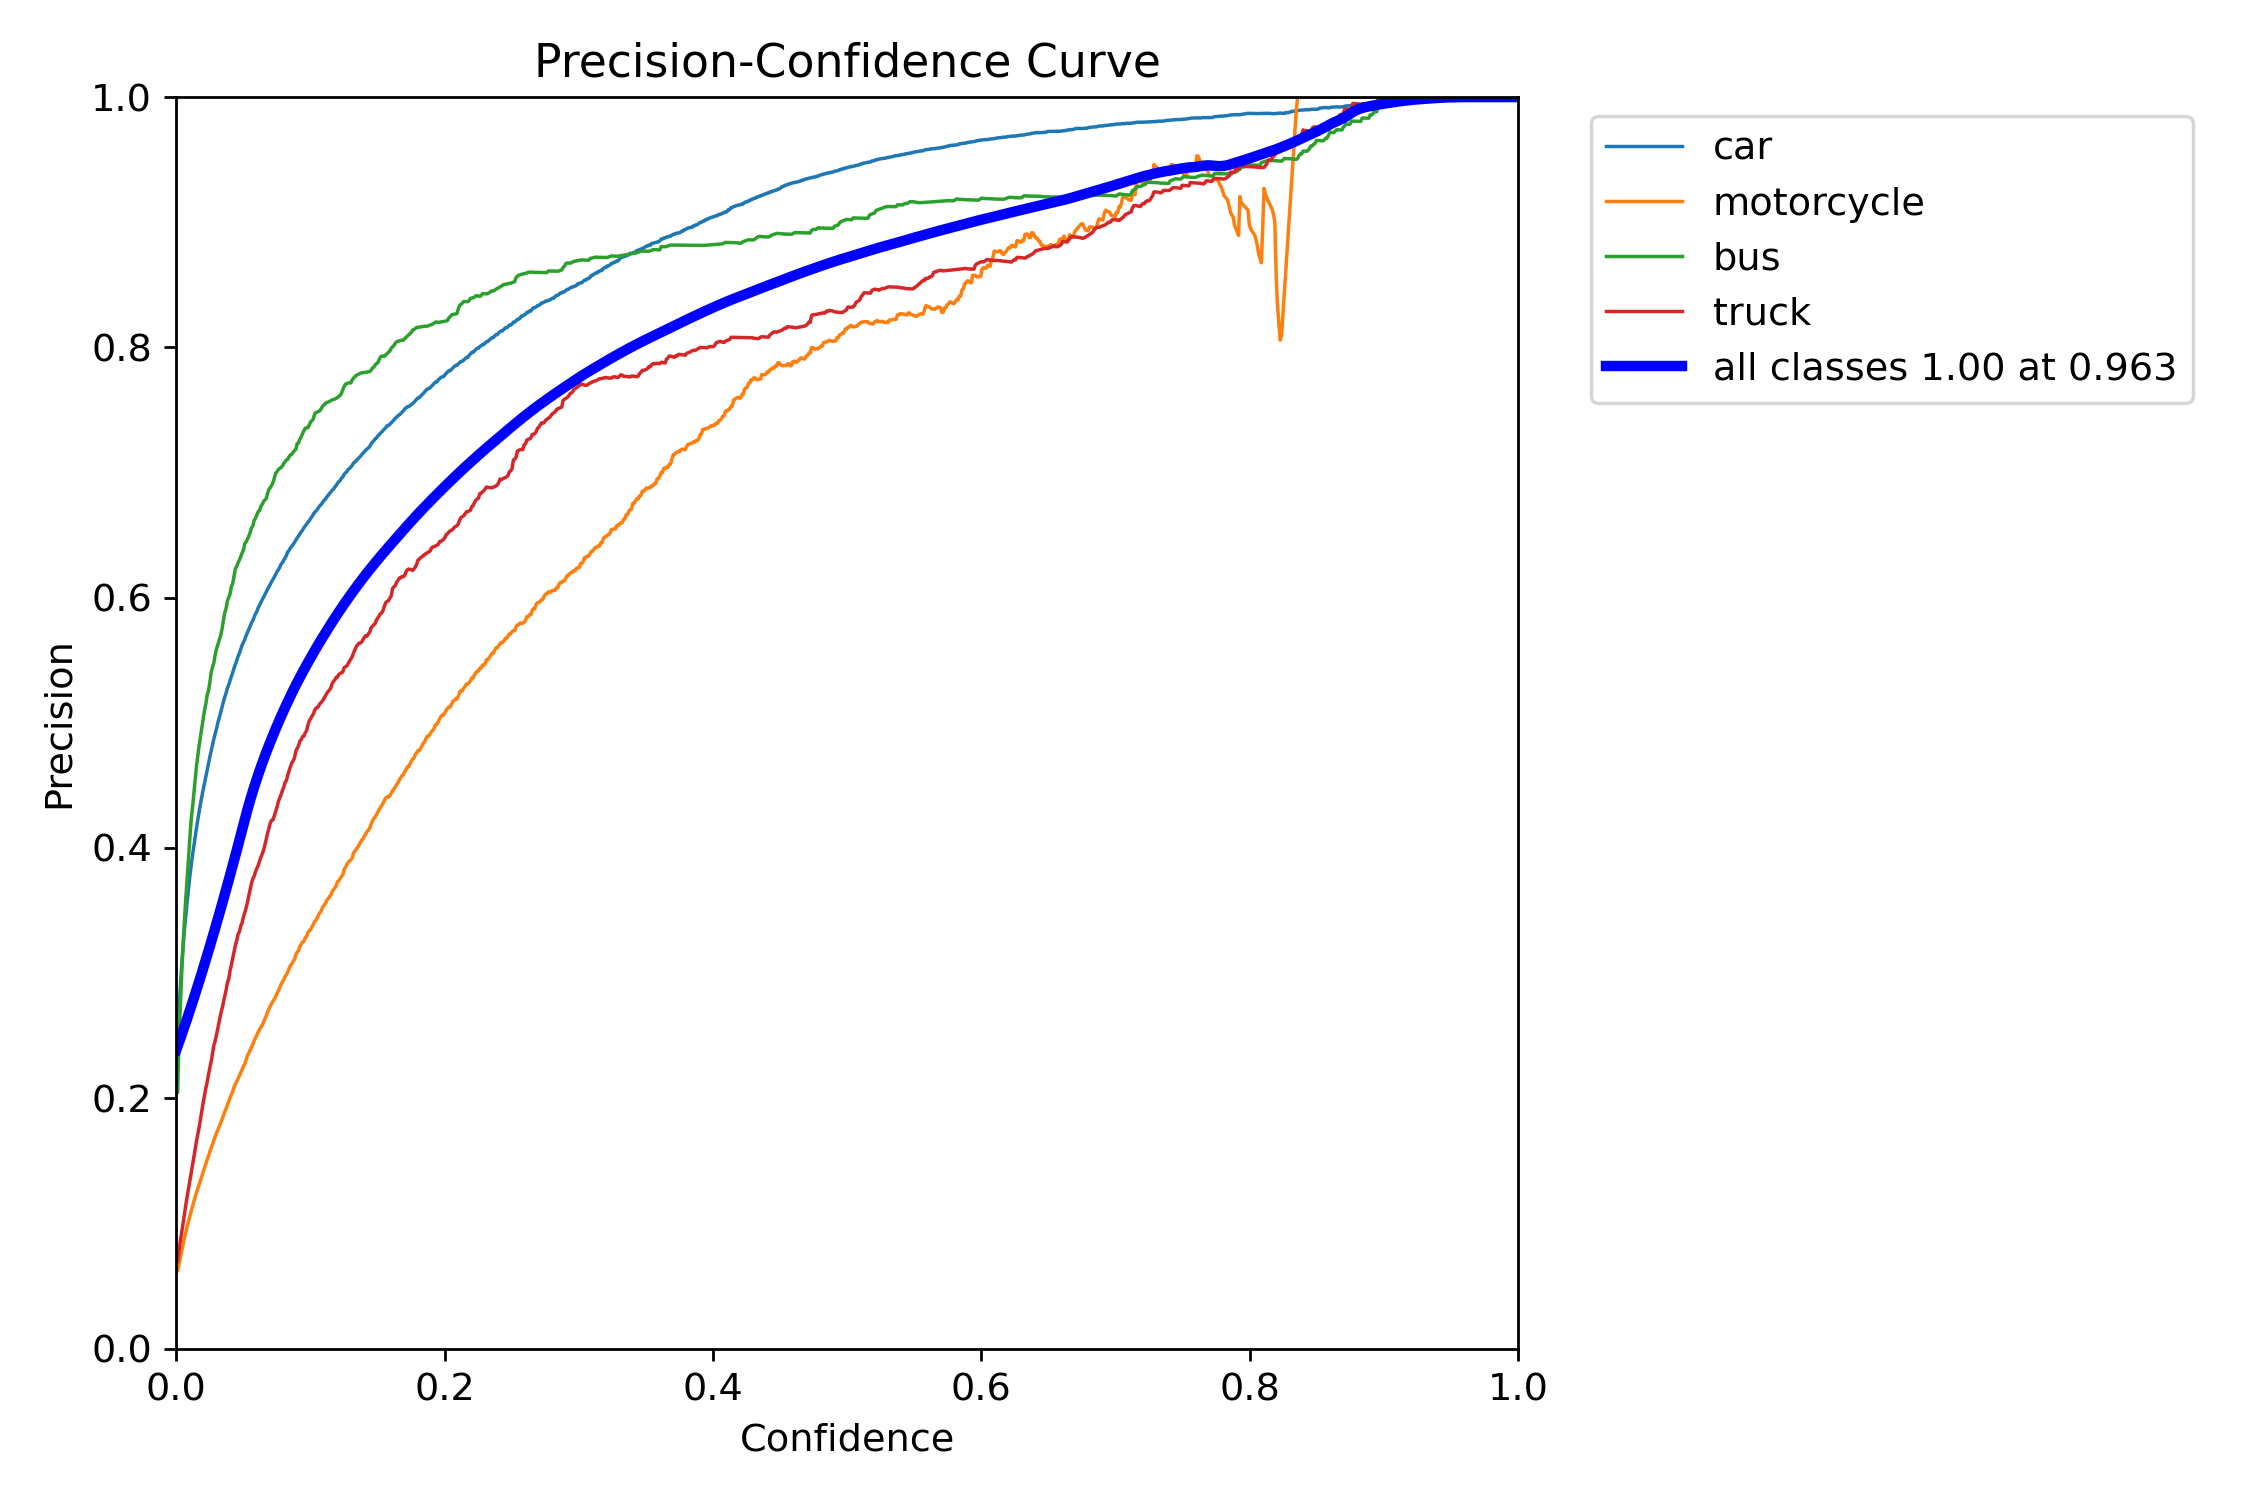 Precision-Confidence Curve
1.0
0.8
0.6
0.4
0.2
0.0
Precision
0.0 0.2 0.4 0.6 0.8 1.0
Confidence
car
motorcycle
bus
truck
all classes 1.00 at 0.963